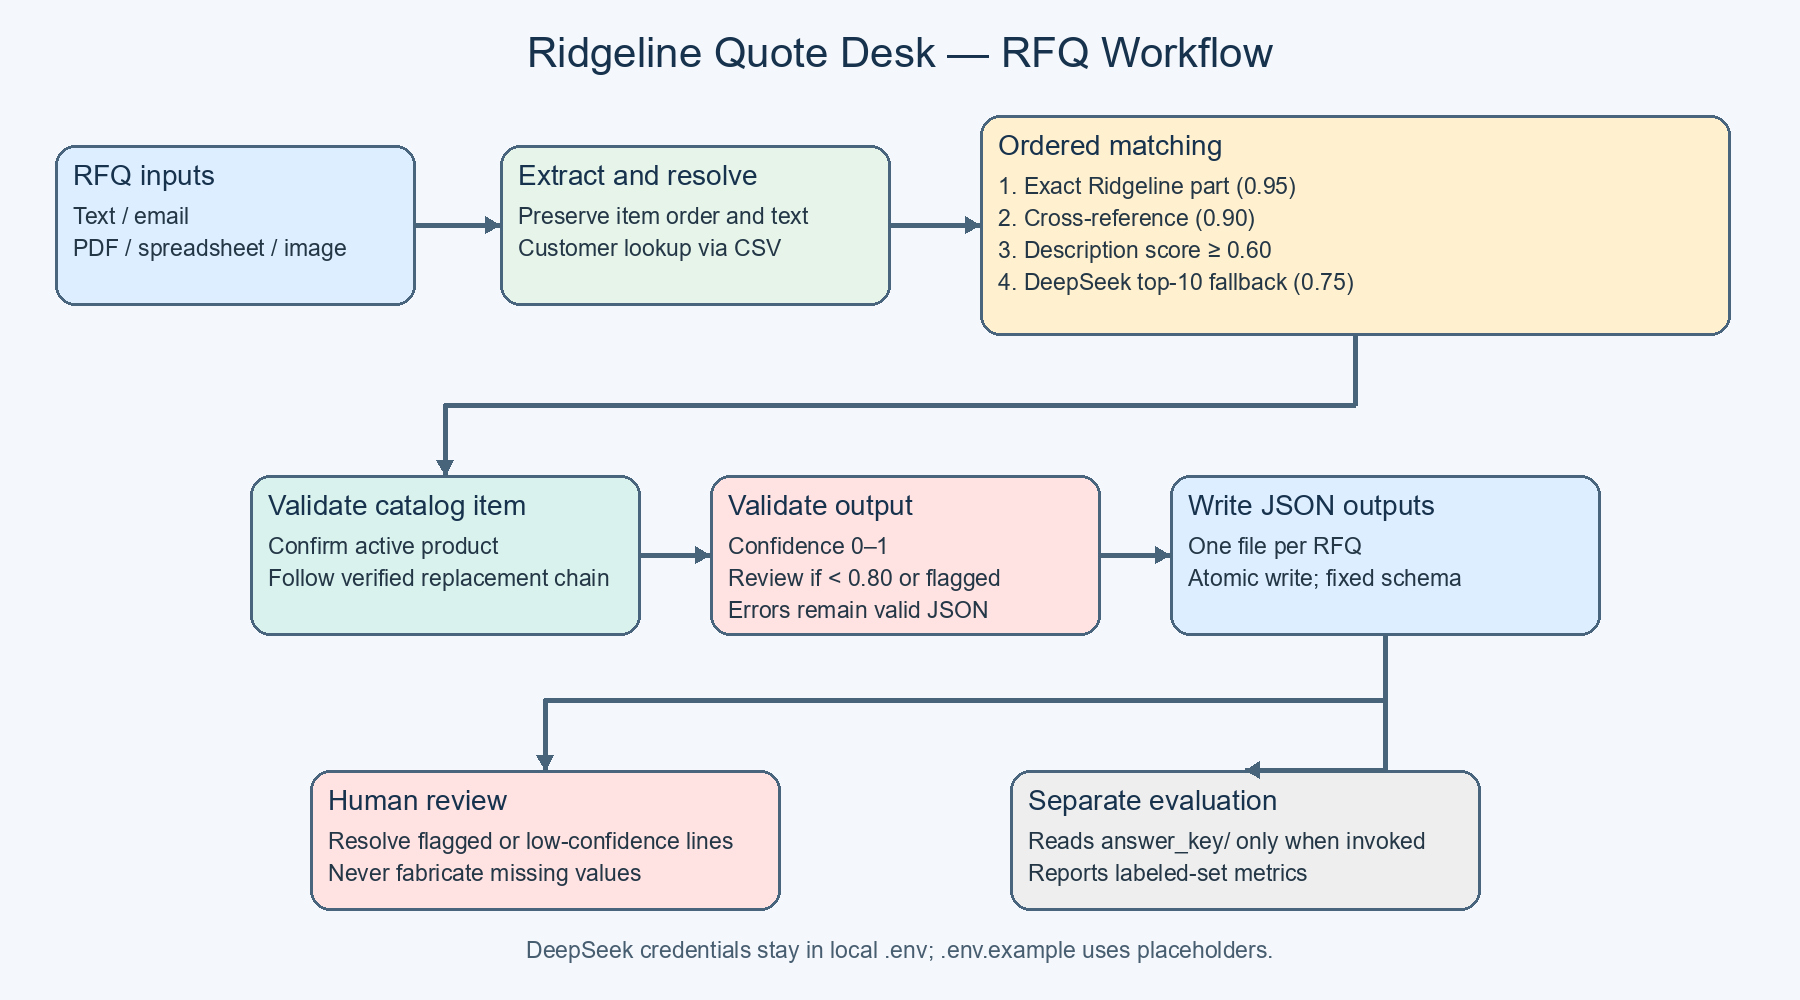 Ridgeline Quote Desk — RFQ Workflow
RFQ inputs
Text / email
PDF / spreadsheet / image
Extract and resolve
Preserve item order and text
Customer lookup via CSV
Ordered matching
1. Exact Ridgeline part (0.95)
2. Cross-reference (0.90)
3. Description score ≥ 0.60
4. DeepSeek top-10 fallback (0.75)
Validate catalog item
Confirm active product
Follow verified replacement chain
Validate output
Confidence 0–1
Review if < 0.80 or flagged
Errors remain valid JSON
Write JSON outputs
One file per RFQ
Atomic write; fixed schema
Human review
Resolve flagged or low-confidence lines
Never fabricate missing values
Separate evaluation
Reads answer_key/ only when invoked
Reports labeled-set metrics
DeepSeek credentials stay in local .env; .env.example uses placeholders.